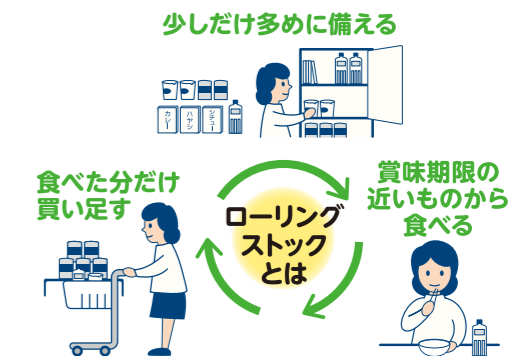 少しだけ多めに備える
カレー
ハヤシ
シチュー
食べた分だけ
買い足す
ローリング
ストック
とは
賞味期限の
近いものから
食べる